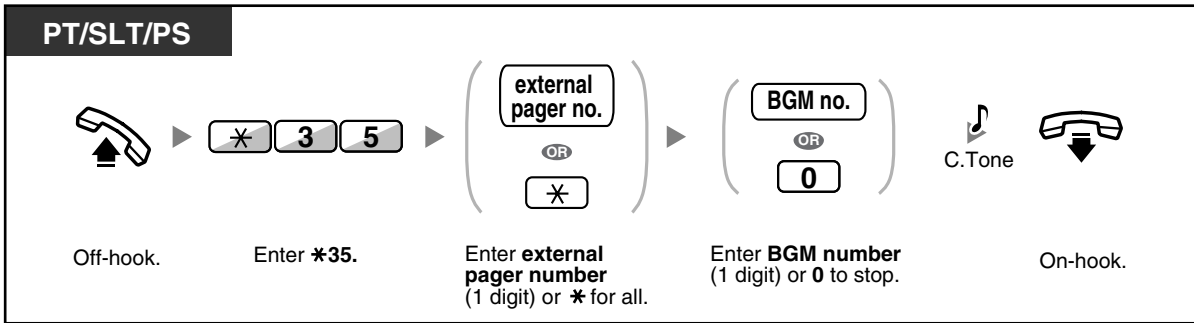 PT/SLT/PS
external
pager no.
OR
✻
✻ 3 5
BGM no.
OR
0
C.Tone
Off-hook.
Enter ✻35.
Enter external
pager number
(1 digit) or ✻ for all.
Enter BGM number
(1 digit) or 0 to stop.
On-hook.